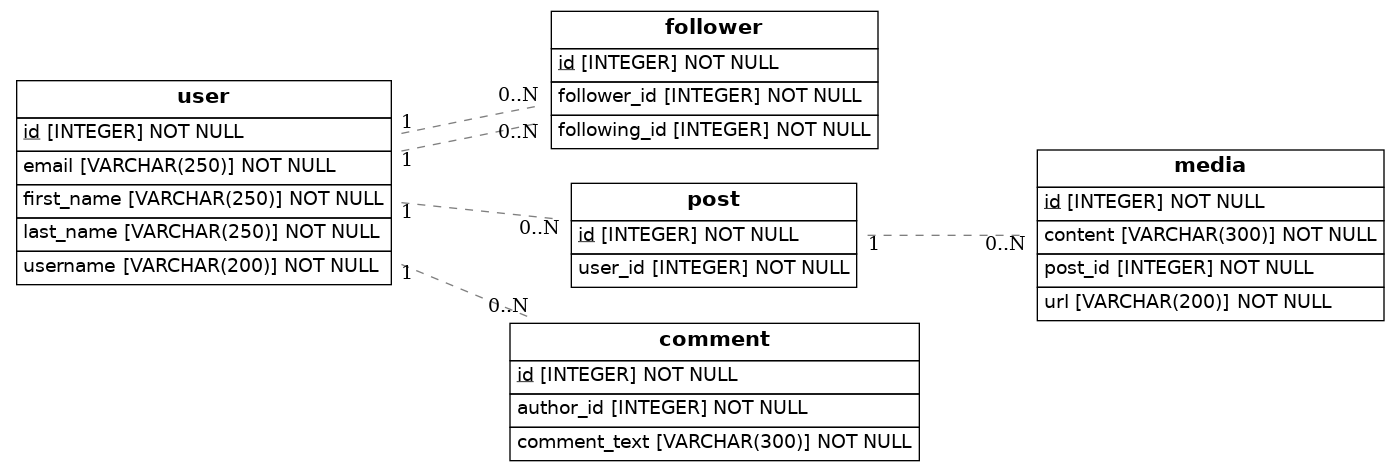 user
id [INTEGER] NOT NULL
email [VARCHAR(250)] NOT NULL
first_name [VARCHAR(250)] NOT NULL
last_name [VARCHAR(250)] NOT NULL
username [VARCHAR(200)] NOT NULL
1
0..N
1
0..N
1
0..N
1
0..N
follower
id [INTEGER] NOT NULL
follower_id [INTEGER] NOT NULL
following_id [INTEGER] NOT NULL
post
id [INTEGER] NOT NULL
user_id [INTEGER] NOT NULL
1
0..N
comment
id [INTEGER] NOT NULL
author_id [INTEGER] NOT NULL
comment_text [VARCHAR(300)] NOT NULL
media
id [INTEGER] NOT NULL
content [VARCHAR(300)] NOT NULL
post_id [INTEGER] NOT NULL
url [VARCHAR(200)] NOT NULL